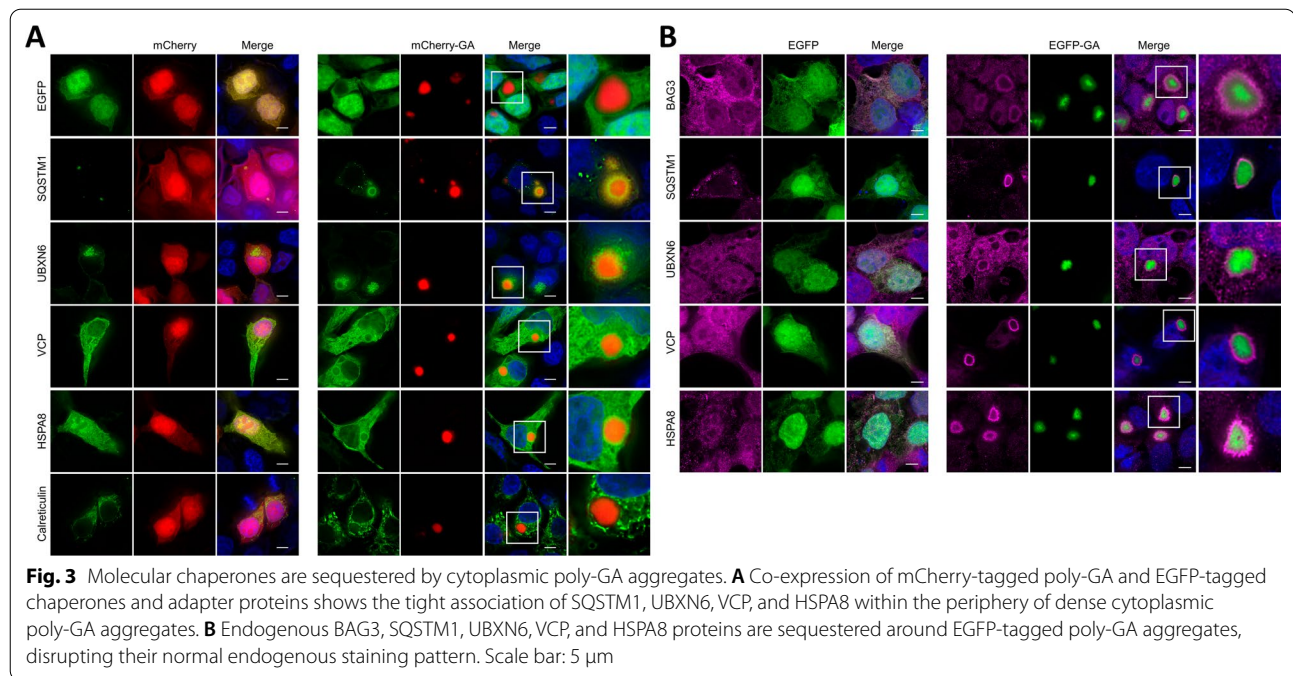 A
mCherry Merge mCherry-GA Merge
EGFP
SQSTM1
UBXN6
VCP
HSPA8
Calreticulin
B
EGFP Merge EGFP-GA Merge
BAG3
SQSTM1
UBXN6
VCP
HSPA8
Fig. 3 Molecular chaperones are sequestered by cytoplasmic poly-GA aggregates. A Co-expression of mCherry-tagged poly-GA and EGFP-tagged
chaperones and adapter proteins shows the tight association of SQSTM1, UBXN6, VCP, and HSPA8 within the periphery of dense cytoplasmic
poly-GA aggregates. B Endogenous BAG3, SQSTM1, UBXN6, VCP, and HSPA8 proteins are sequestered around EGFP-tagged poly-GA aggregates,
disrupting their normal endogenous staining pattern. Scale bar: 5 µm